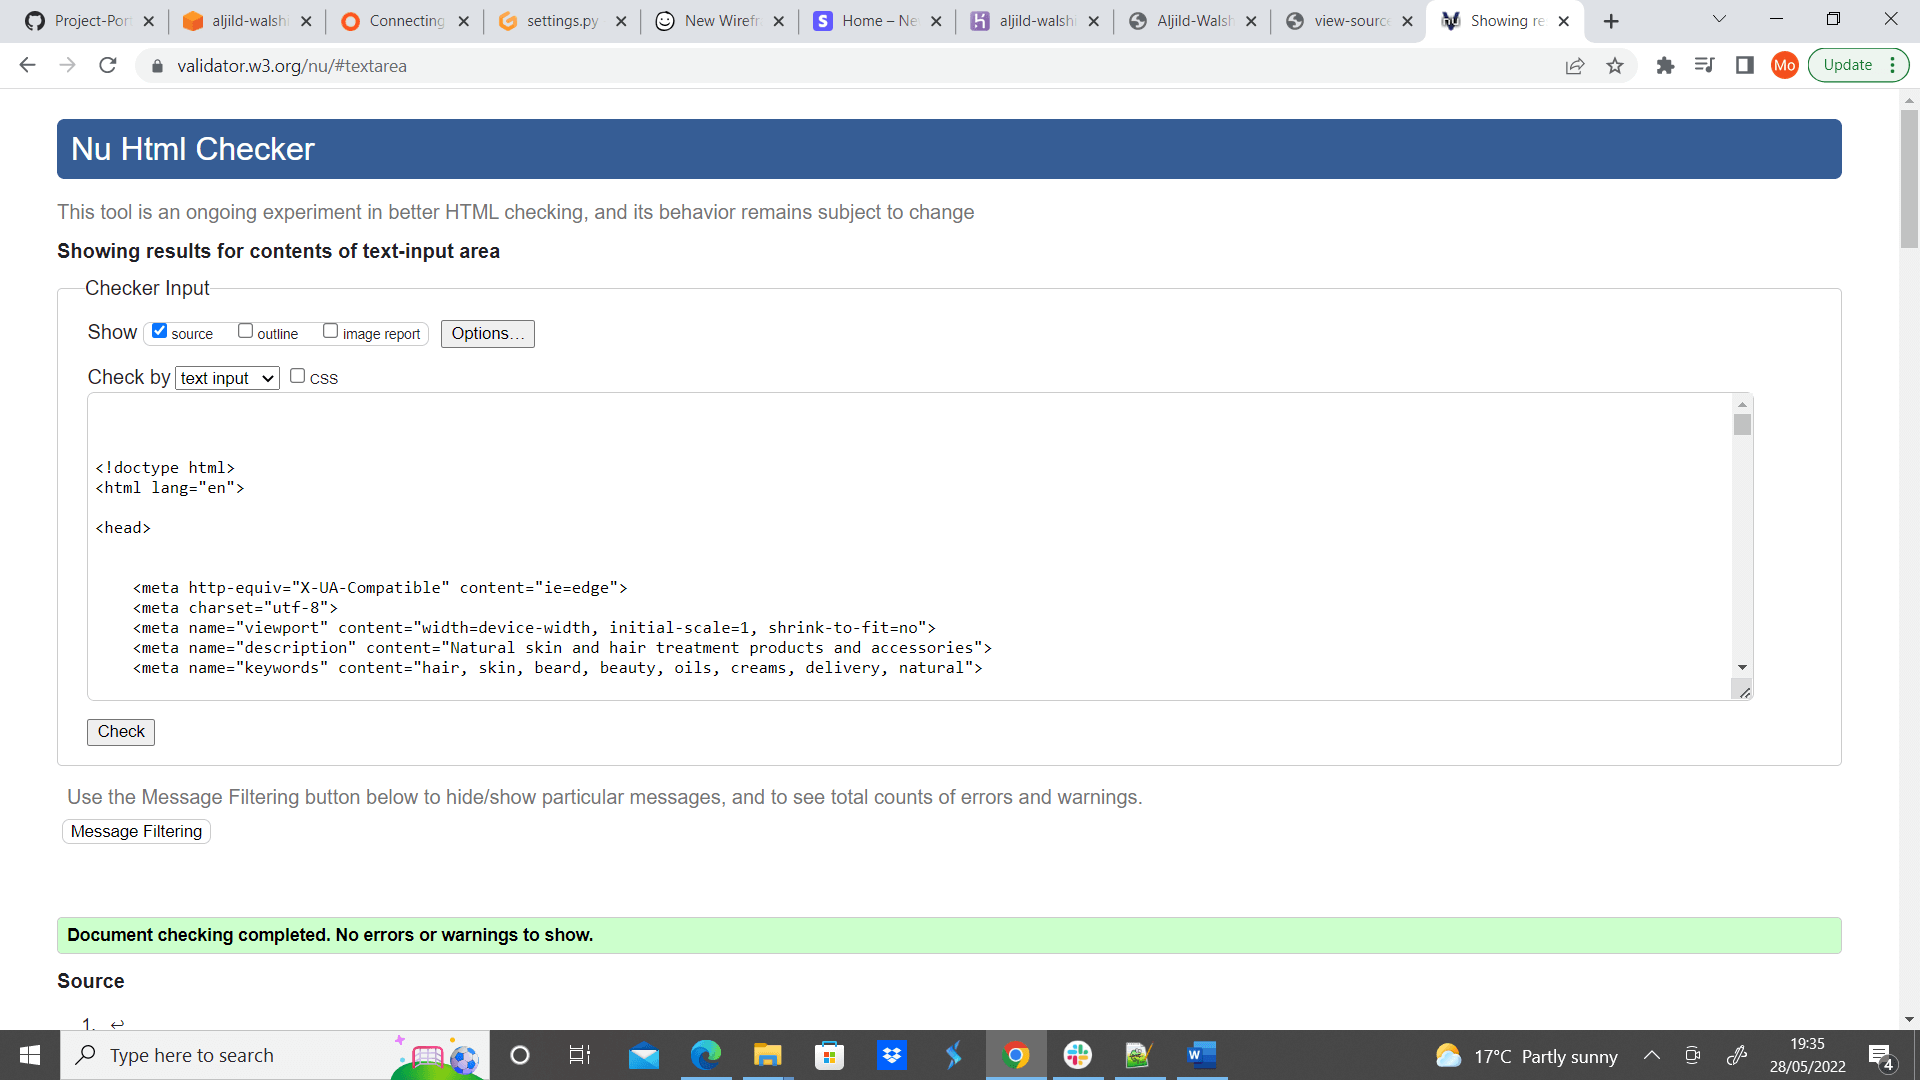 Project-Por
aljild-walshi
Connecting
settings.py
New Wirefr
Home – Ne
aljild-walshi
Aljild-Walsh
view-source
Showing re
validator.w3.org/nu/#textarea
Mo
Update
Nu Html Checker
This tool is an ongoing experiment in better HTML checking, and its behavior remains subject to change
Showing results for contents of text-input area
Checker Input
Show source outline image report Options…
Check by text input CSS
<!doctype html>
<html lang="en">
<head>
<meta http-equiv="X-UA-Compatible" content="ie=edge">
<meta charset="utf-8">
<meta name="viewport" content="width=device-width, initial-scale=1, shrink-to-fit=no">
<meta name="description" content="Natural skin and hair treatment products and accessories">
<meta name="keywords" content="hair, skin, beard, beauty, oils, creams, delivery, natural">
Check
Use the Message Filtering button below to hide/show particular messages, and to see total counts of errors and warnings.
Message Filtering
Document checking completed. No errors or warnings to show.
Source
1. ↩
Type here to search
17°C Partly sunny
19:35
28/05/2022
4